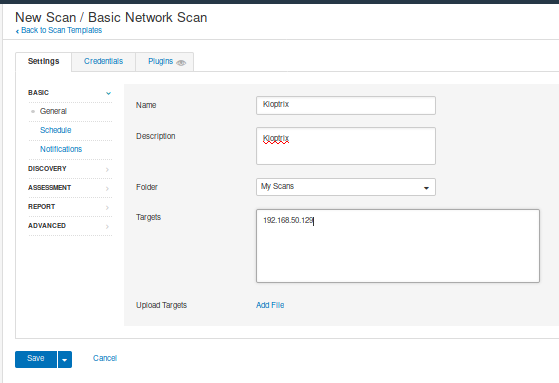 New Scan / Basic Network Scan
Back to Scan Templates
Settings Credentials Plugins
BASIC
General
Schedule
Notifications
DISCOVERY
ASSESSMENT
REPORT
ADVANCED
Name Kioptrix
Description Kioptrix
Folder My Scans
Targets 192.168.50.129
Upload Targets Add File
Save Cancel